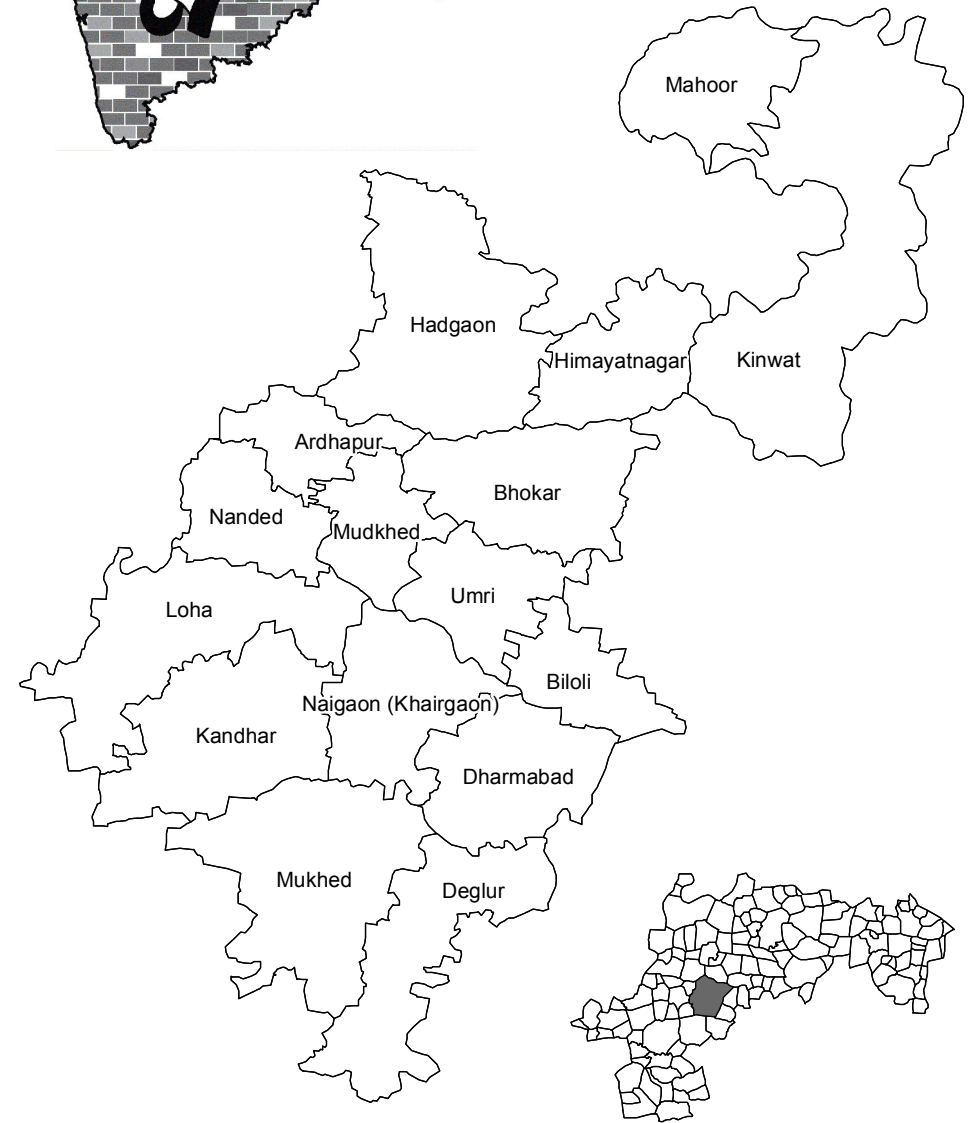 Mahoor
Hadgaon
Himayatnagar
Kinwat
Ardhapur
Bhokar
Nanded
Mudkhed
Umri
Loha
Biloli
Naigaon (Khairgaon)
Kandhar
Dharmabad
Mukhed
Deglur